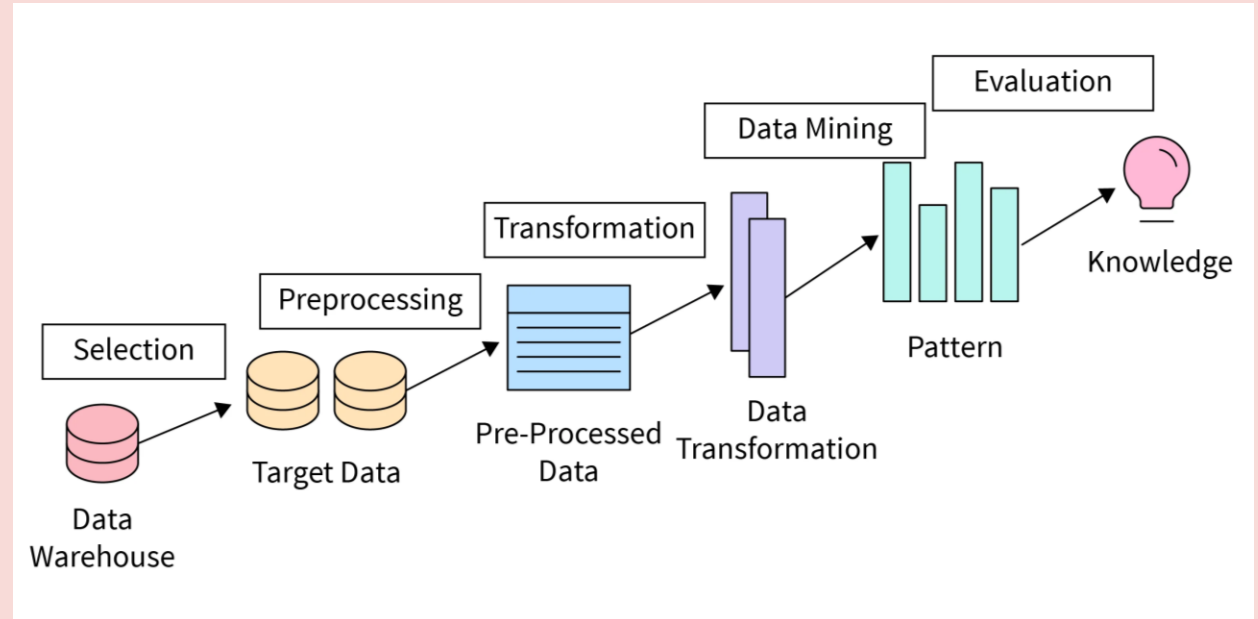 Evaluation
Data Mining
Transformation
Knowledge
Preprocessing
Selection
Pattern
Data
Transformation
Pre-Processed
Data
Target Data
Data
Warehouse